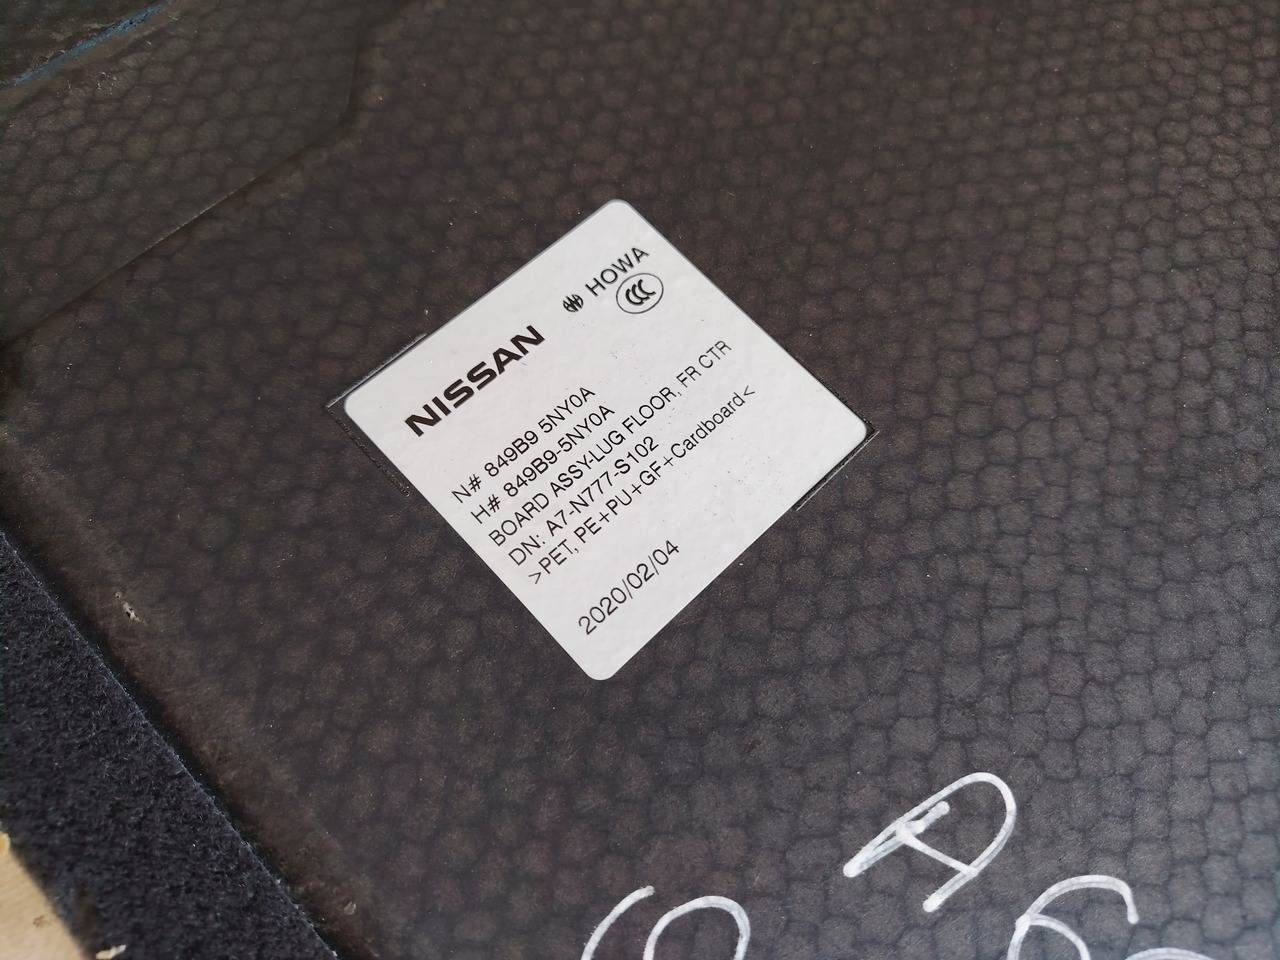 HOWA
CCC
NISSAN
N# 849B9 5NY0A
H# 849B9-5NY0A
BOARD ASSY-LUG FLOOR, FR CTR
DN: A7-N777-S102
>PET, PE+PU+GF+Cardboard<
2020/02/04